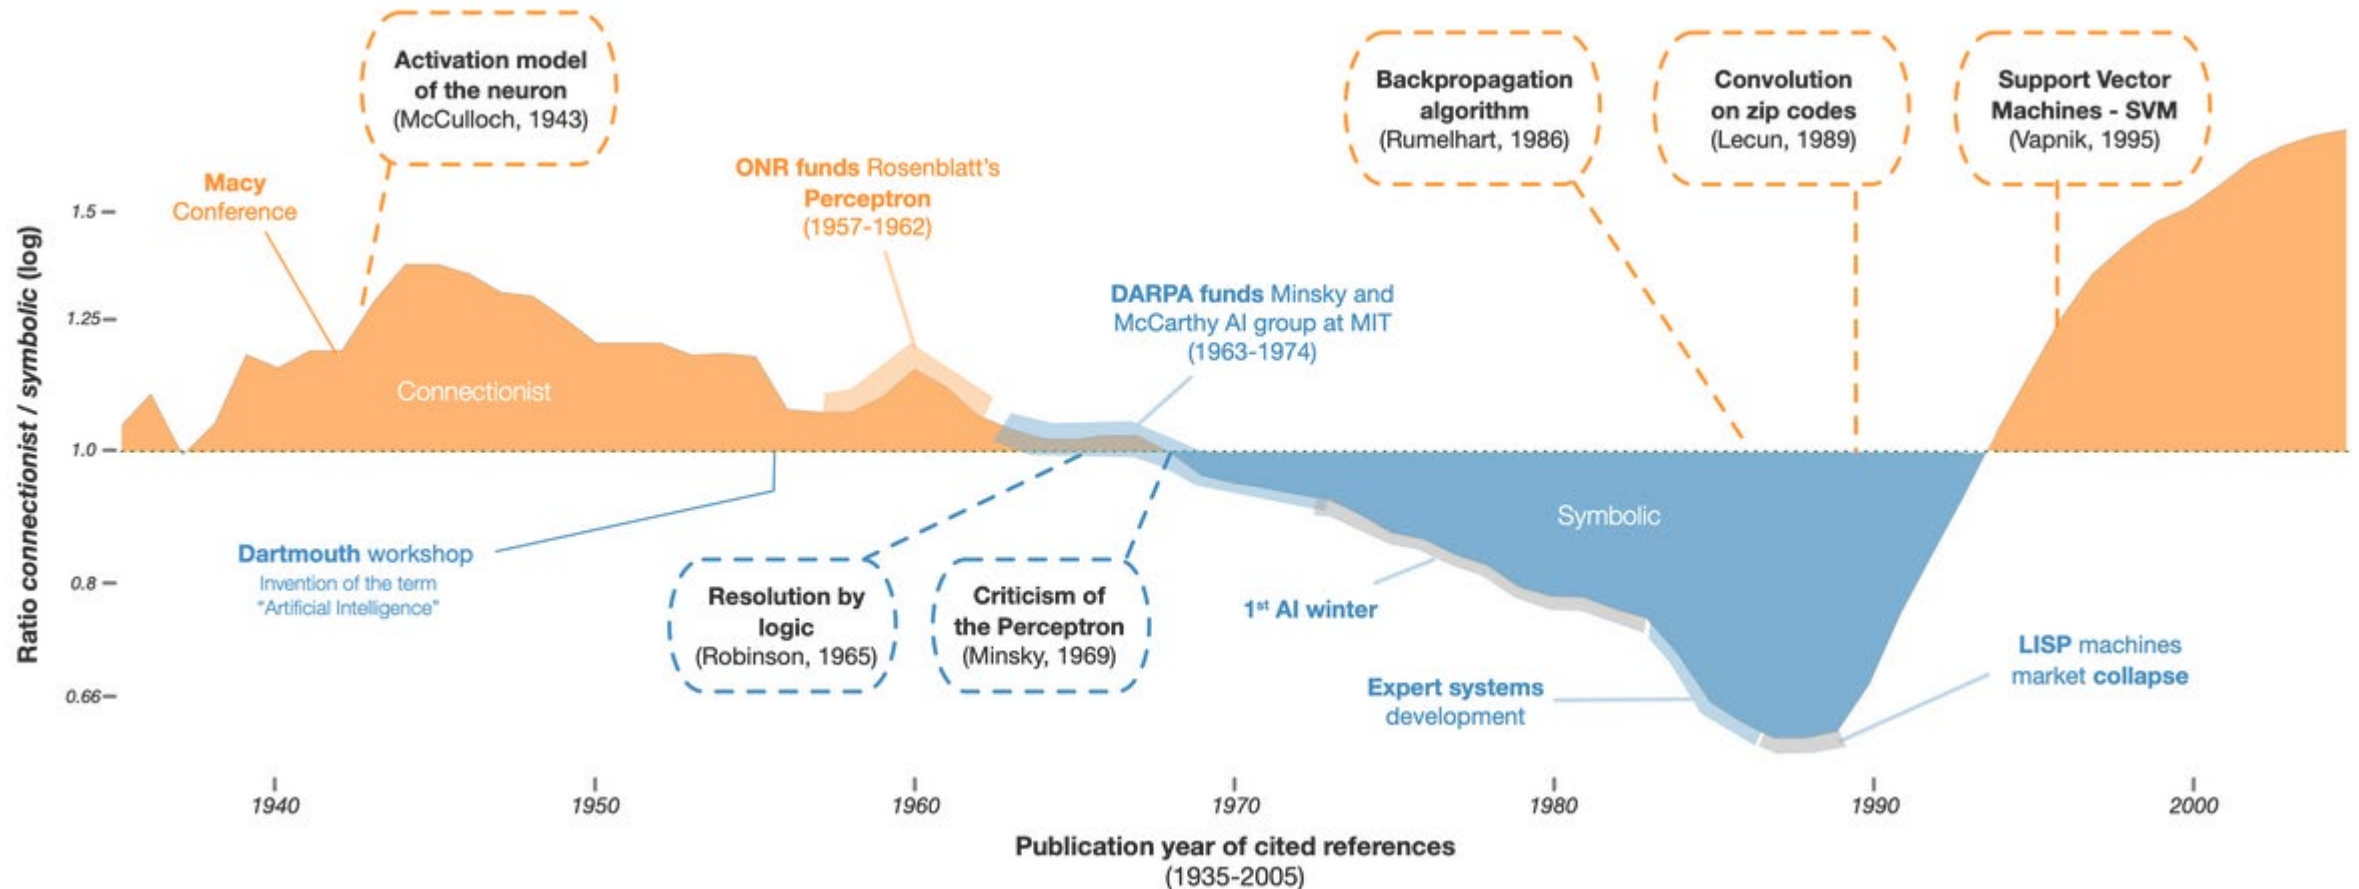 Activation model
of the neuron
(McCulloch, 1943)
Macy
Conference
ONR funds Rosenblatt's
Perceptron
(1957-1962)
DARPA funds Minsky and
McCarthy AI group at MIT
(1963-1974)
Backpropagation
algorithm
(Rumelhart, 1986)
Convolution
on zip codes
(Lecun, 1989)
Support Vector
Machines - SVM
(Vapnik, 1995)
Ratio connectionist / symbolic (log)
1.5
1.25
1.0
0.8
0.66
Connectionist
Symbolic
Dartmouth workshop
Invention of the term
"Artificial Intelligence"
Resolution by
logic
(Robinson, 1965)
Criticism of
the Perceptron
(Minsky, 1969)
1st AI winter
Expert systems
development
LISP machines
market collapse
1940 1950 1960 1970 1980 1990 2000
Publication year of cited references
(1935-2005)